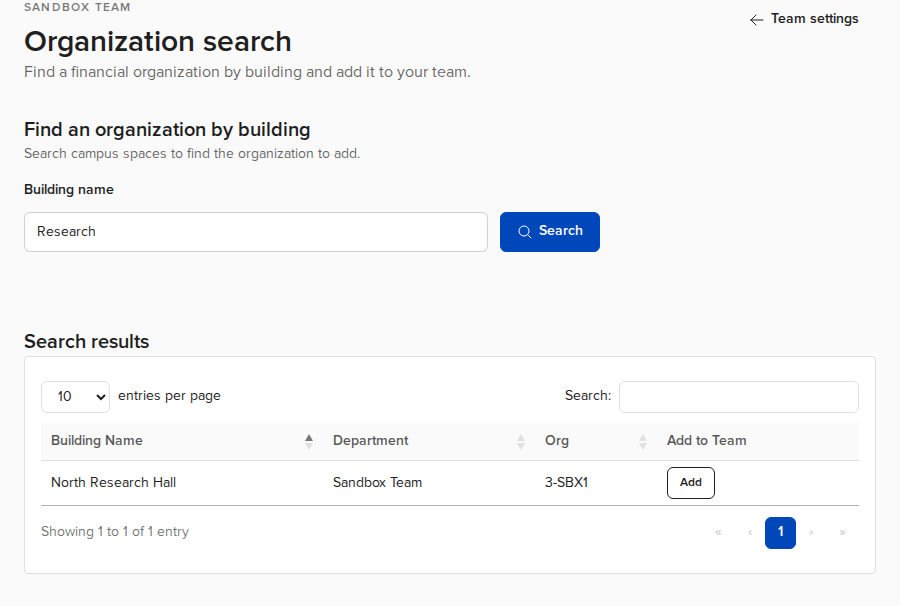 SANDBOX TEAM
Team settings
Organization search
Find a financial organization by building and add it to your team.
Find an organization by building
Search campus spaces to find the organization to add.
Building name
Research
Search
Search results
10 entries per page Search:
Building Name Department Org Add to Team
North Research Hall Sandbox Team 3-SBX1 Add
Showing 1 to 1 of 1 entry « ‹ 1 › »